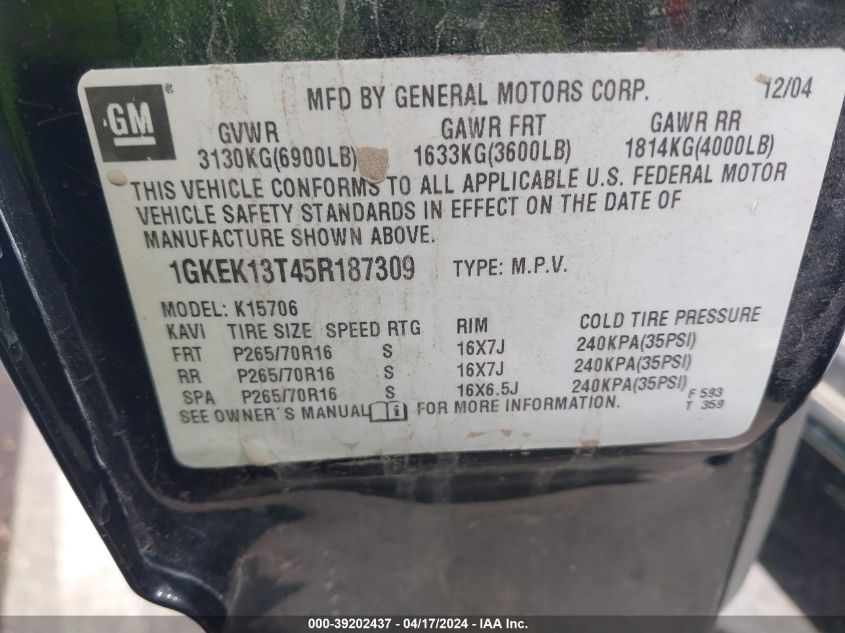 GM ®
MFD BY GENERAL MOTORS CORP. 12/04
GVWR GAWR FRT GAWR RR
3130KG(6900LB) 1633KG(3600LB) 1814KG(4000LB)
THIS VEHICLE CONFORMS TO ALL APPLICABLE U.S. FEDERAL MOTOR
VEHICLE SAFETY STANDARDS IN EFFECT ON THE DATE OF
MANUFACTURE SHOWN ABOVE.
1GKEK13T45R187309 TYPE: M.P.V.
MODEL: K15706
KAVI TIRE SIZE SPEED RTG RIM COLD TIRE PRESSURE
FRT P265/70R16 S 16X7J 240KPA(35PSI)
RR P265/70R16 S 16X7J 240KPA(35PSI)
SPA P265/70R16 S 16X6.5J 240KPA(35PSI)
SEE OWNER'S MANUAL i FOR MORE INFORMATION.
F 593
T 359
000-39202437 - 04/17/2024 - IAA Inc.